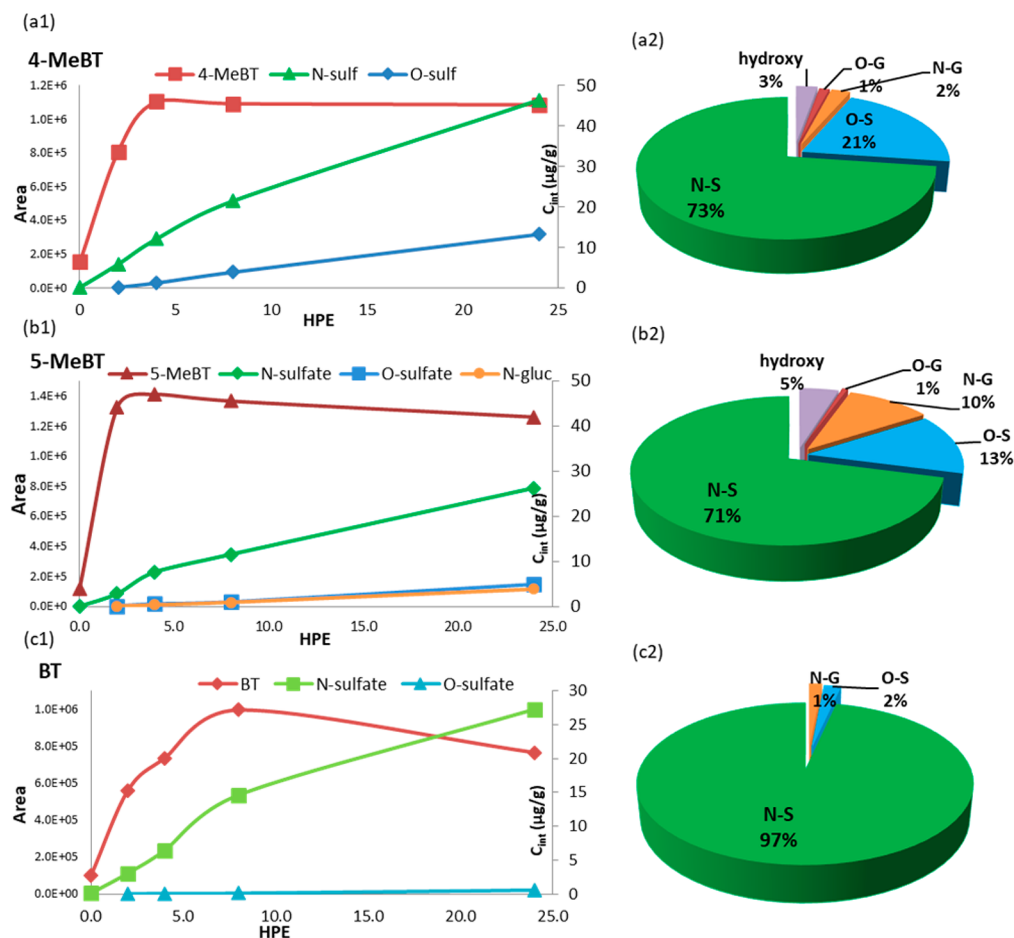 (a1)
4-MeBT
4-MeBT N-sulf O-sulf
1.2E+6
1.0E+6
8.0E+5
6.0E+5
4.0E+5
2.0E+5
0.0E+0
Area
50
40
30
20
10
0
C_int (µg/g)
0 5 10 15 20 25
HPE
(a2)
hydroxy
3%
O-G
1%
N-G
2%
O-S
21%
N-S
73%
(b1)
5-MeBT
5-MeBT N-sulfate O-sulfate N-gluc
1.4E+6
1.2E+6
1.0E+6
8.0E+5
6.0E+5
4.0E+5
2.0E+5
0.0E+0
Area
50
40
30
20
10
0
C_int (µg/g)
0.0 5.0 10.0 15.0 20.0 25.0
HPE
(b2)
hydroxy
5%
O-G
1%
N-G
10%
O-S
13%
N-S
71%
(c1)
BT
BT N-sulfate O-sulfate
1.0E+06
8.0E+05
6.0E+05
4.0E+05
2.0E+05
0.0E+00
Area
30
25
20
15
10
5
0
C_int (µg/g)
0.0 5.0 10.0 15.0 20.0 25.0
HPE
(c2)
N-G
1%
O-S
2%
N-S
97%